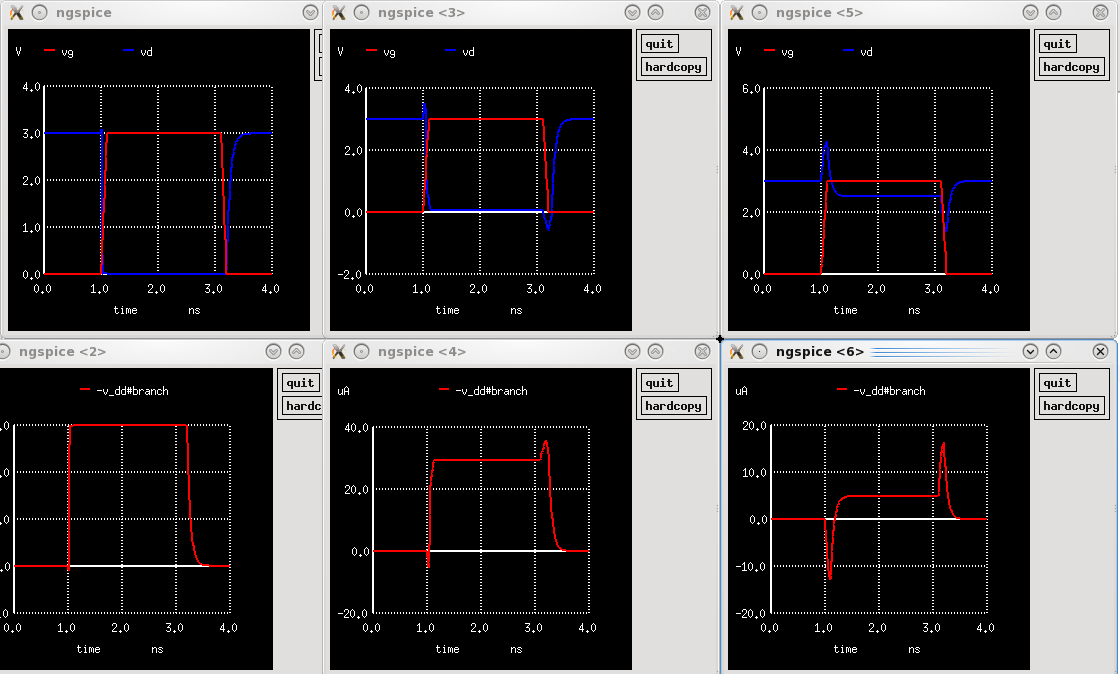 ngspice
V vg vd
4.0
3.0
2.0
1.0
0.0
0.0 1.0 2.0 3.0 4.0
time ns
ngspice <3>
quit
hardcopy
V vg vd
4.0
2.0
0.0
-2.0
0.0 1.0 2.0 3.0 4.0
time ns
ngspice <5>
quit
hardcopy
V vg vd
6.0
4.0
2.0
0.0
0.0 1.0 2.0 3.0 4.0
time ns
ngspice <2>
quit
hardc
-v_dd#branch
.0
.0
.0
.0
0
0.0 1.0 2.0 3.0 4.0
time ns
ngspice <4>
quit
hardcopy
uA -v_dd#branch
40.0
20.0
0.0
-20.0
0.0 1.0 2.0 3.0 4.0
time ns
ngspice <6>
quit
hardcopy
uA -v_dd#branch
20.0
10.0
0.0
-10.0
-20.0
0.0 1.0 2.0 3.0 4.0
time ns